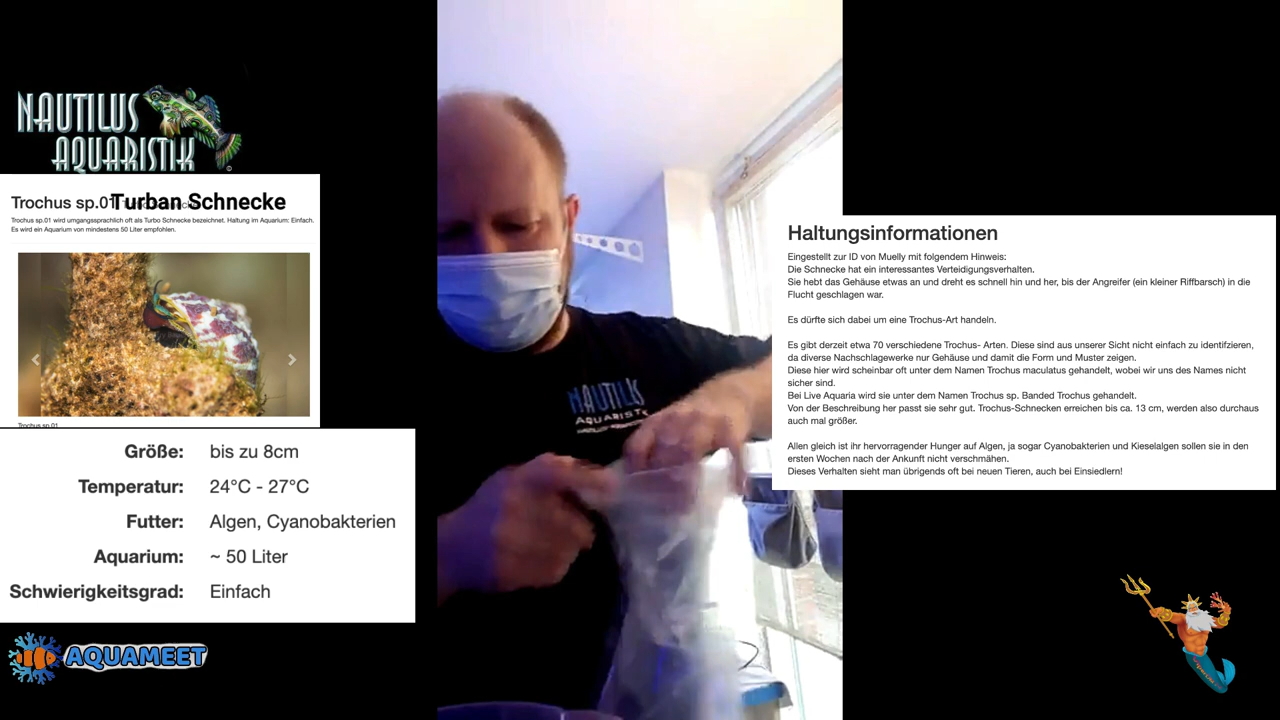 NAUTILUS
AQUARISTIK
Trochus sp.01 Turban Schnecke
Trochus sp.01 wird umgangssprachlich oft als Turbo Schnecke bezeichnet. Haltung im Aquarium: Einfach.
Es wird ein Aquarium von mindestens 50 Liter empfohlen.
Trochus sp.01
Größe: bis zu 8cm
Temperatur: 24°C - 27°C
Futter: Algen, Cyanobakterien
Aquarium: ~ 50 Liter
Schwierigkeitsgrad: Einfach
AQUAMEET
NAUTILUS
AQUARISTIK
Haltungsinformationen
Eingestellt zur ID von Muelly mit folgendem Hinweis:
Die Schnecke hat ein interessantes Verteidigungsverhalten.
Sie hebt das Gehäuse etwas an und dreht es schnell hin und her, bis der Angreifer (ein kleiner Riffbarsch) in die
Flucht geschlagen war.
Es dürfte sich dabei um eine Trochus-Art handeln.
Es gibt derzeit etwa 70 verschiedene Trochus- Arten. Diese sind aus unserer Sicht nicht einfach zu identifzieren,
da diverse Nachschlagewerke nur Gehäuse und damit die Form und Muster zeigen.
Diese hier wird scheinbar oft unter dem Namen Trochus maculatus gehandelt, wobei wir uns des Names nicht
sicher sind.
Bei Live Aquaria wird sie unter dem Namen Trochus sp. Banded Trochus gehandelt.
Von der Beschreibung her passt sie sehr gut. Trochus-Schnecken erreichen bis ca. 13 cm, werden also durchaus
auch mal größer.
Allen gleich ist ihr hervorragender Hunger auf Algen, ja sogar Cyanobakterien und Kieselalgen sollen sie in den
ersten Wochen nach der Ankunft nicht verschmähen.
Dieses Verhalten sieht man übrigends oft bei neuen Tieren, auch bei Einsiedlern!